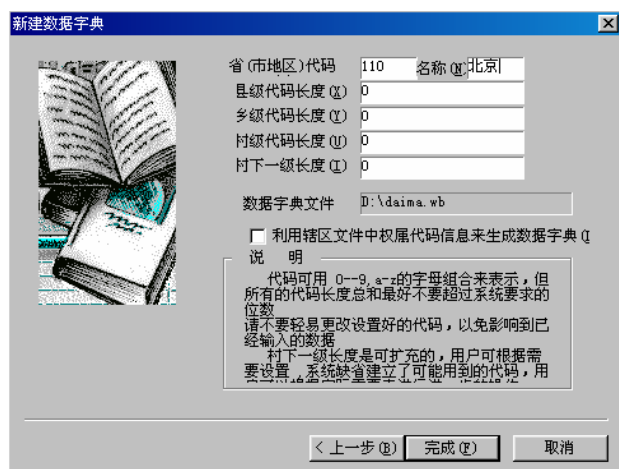 新建数据字典
省(市地区)代码 110 名称(N) 北京
县级代码长度(X) 0
乡级代码长度(Y) 0
村级代码长度(U) 0
村下一级长度(I) 0
数据字典文件 D:\daima.wb
利用辖区文件中权属代码信息来生成数据字典(
说 明
代码可用 0--9,a-z的字母组合来表示,但
所有的代码长度总和最好不要超过系统要求的
位数
请不要轻易更改设置好的代码,以免影响到已
经输入的数据
村下一级长度是可扩充的,用户可根据需
要设置,系统缺省建立了可能用到的代码,用
<上一步(B) 完成(F) 取消